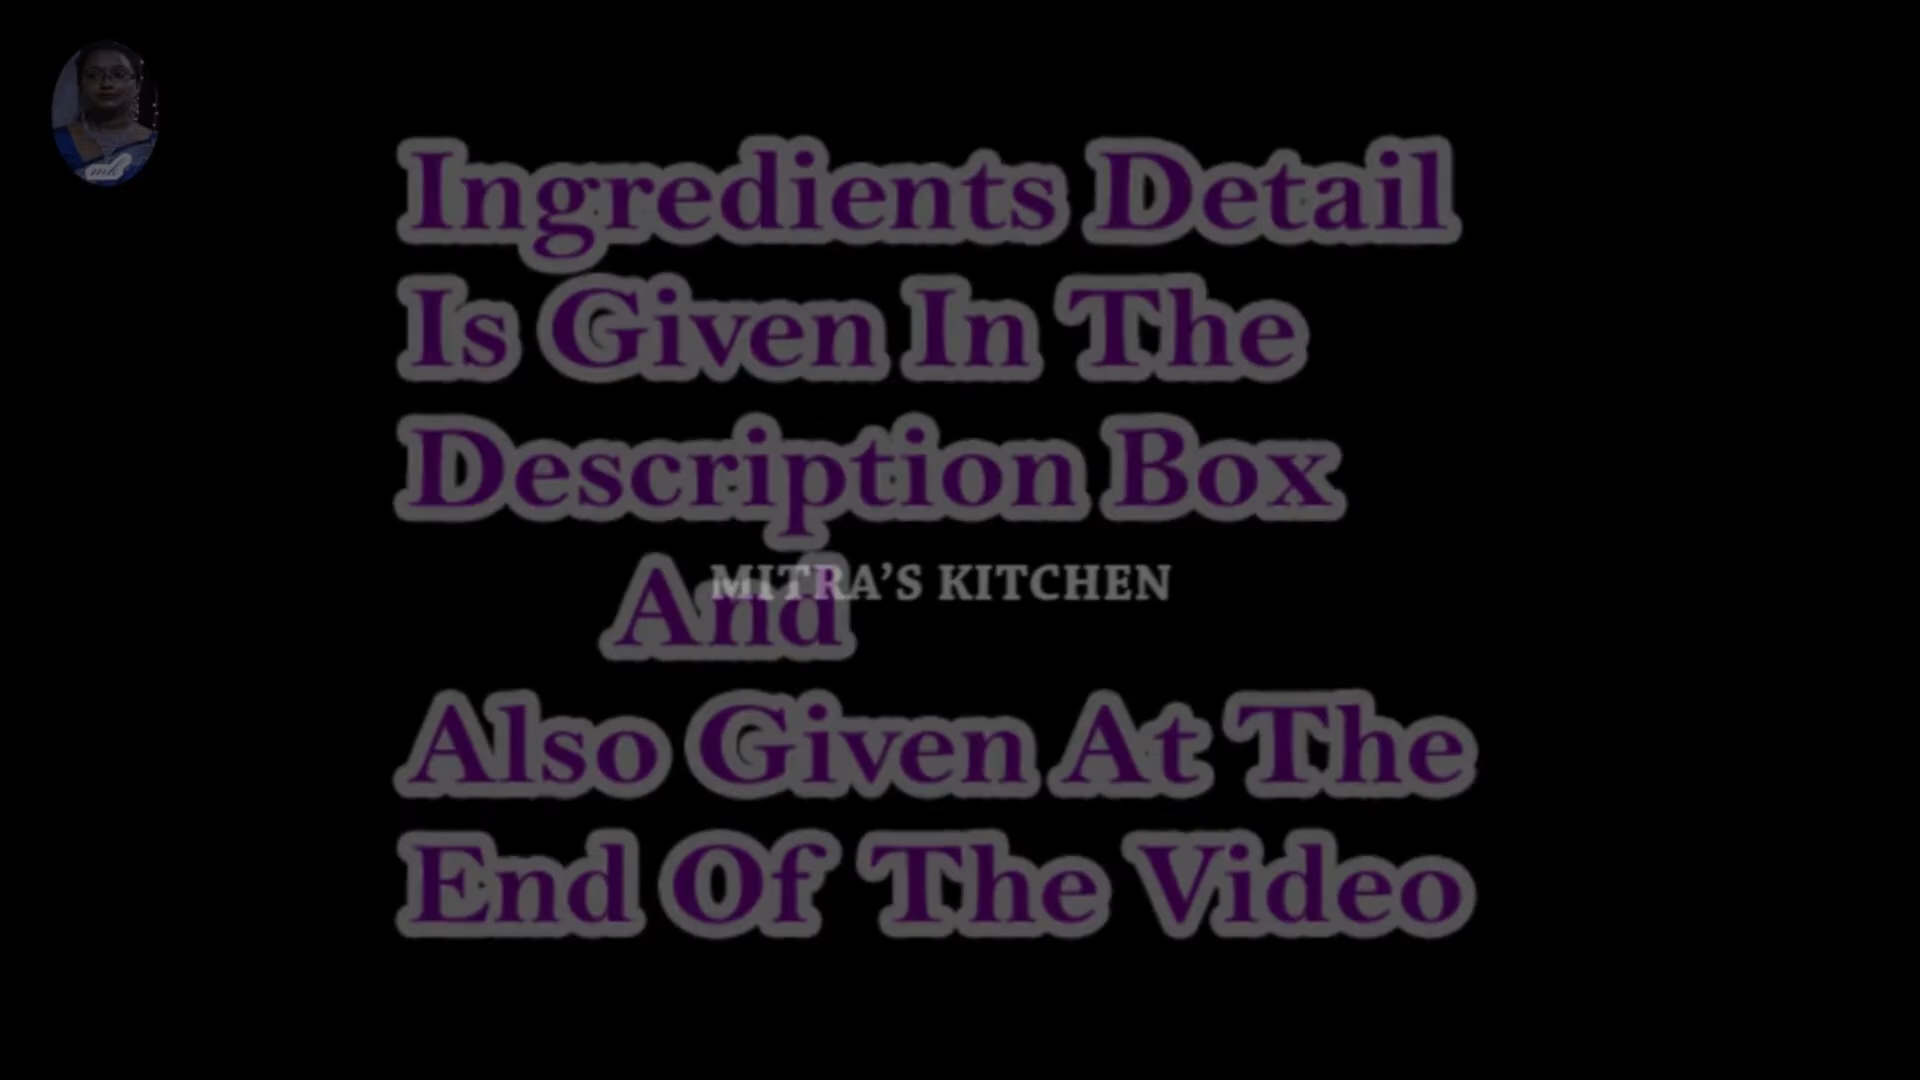 mk
Ingredients Detail
Is Given In The
Description Box
MITRA'S KITCHEN
And
Also Given At The
End Of The Video